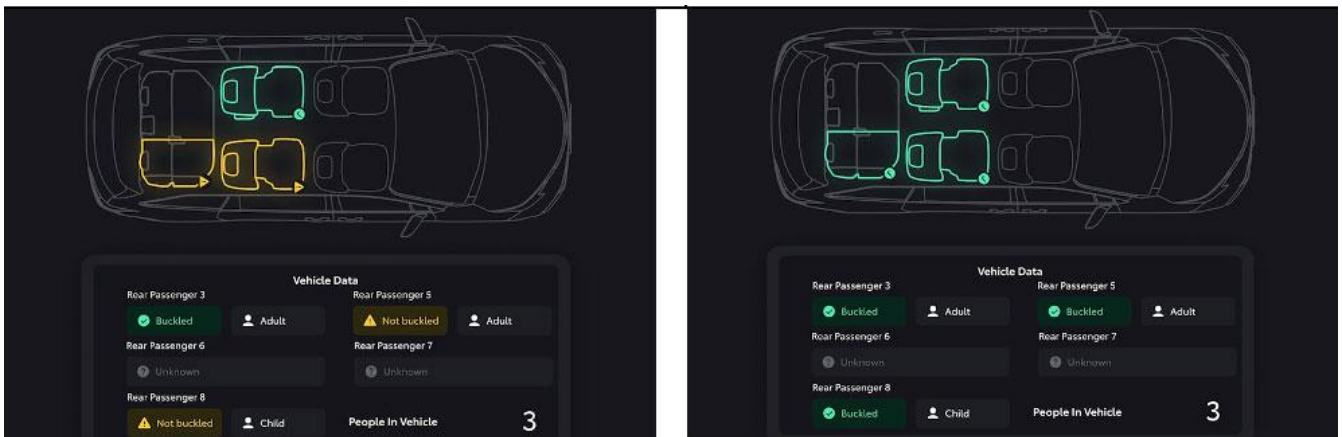 Vehicle Data
Rear Passenger 3
Rear Passenger 5
Buckled
Adult
Not buckled
Adult
Rear Passenger 6
Rear Passenger 7
Unknown
Unknown
Rear Passenger 8
Not buckled
Child
People In Vehicle
3
Vehicle Data
Rear Passenger 3
Rear Passenger 5
Buckled
Adult
Buckled
Adult
Rear Passenger 6
Rear Passenger 7
Unknown
Unknown
Rear Passenger 8
Buckled
Child
People In Vehicle
3